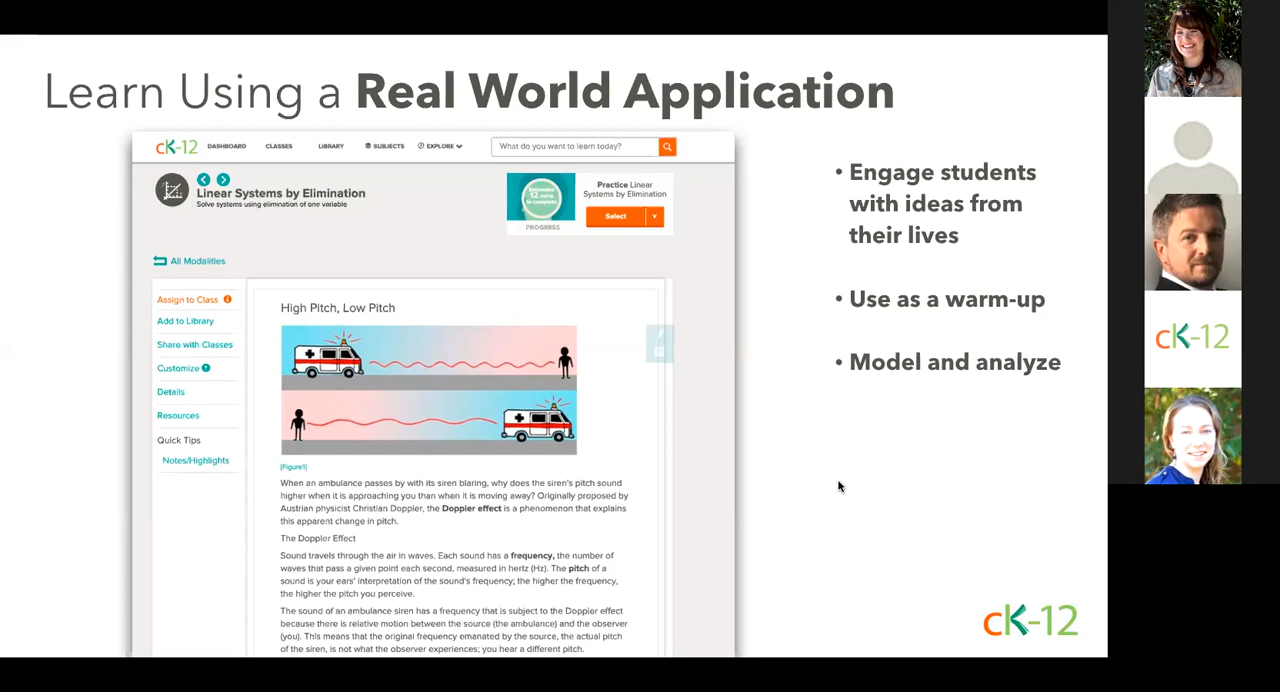 Learn Using a Real World Application
cK-12 DASHBOARD CLASSES LIBRARY SUBJECTS EXPLORE What do you want to learn today?
Linear Systems by Elimination
Solve systems using elimination of one variable
Estimated
12 mins
to complete
PROGRESS
Practice Linear
Systems by Elimination
Select
All Modalities
Assign to Class
Add to Library
Share with Classes
Customize
Details
Resources
Quick Tips
Notes/Highlights
High Pitch, Low Pitch
[Figure1]
When an ambulance passes by with its siren blaring, why does the siren's pitch sound
higher when it is approaching you than when it is moving away? Originally proposed by
Austrian physicist Christian Doppler, the Doppler effect is a phenomenon that explains
this apparent change in pitch.
The Doppler Effect
Sound travels through the air in waves. Each sound has a frequency, the number of
waves that pass a given point each second, measured in hertz (Hz). The pitch of a
sound is your ears' interpretation of the sound's frequency; the higher the frequency,
the higher the pitch you perceive.
The sound of an ambulance siren has a frequency that is subject to the Doppler effect
because there is relative motion between the source (the ambulance) and the observer
(you). This means that the original frequency emanated by the source, the actual pitch
of the siren, is not what the observer experiences; you hear a different pitch.
• Engage students
with ideas from
their lives
• Use as a warm-up
• Model and analyze
cK-12
cK-12